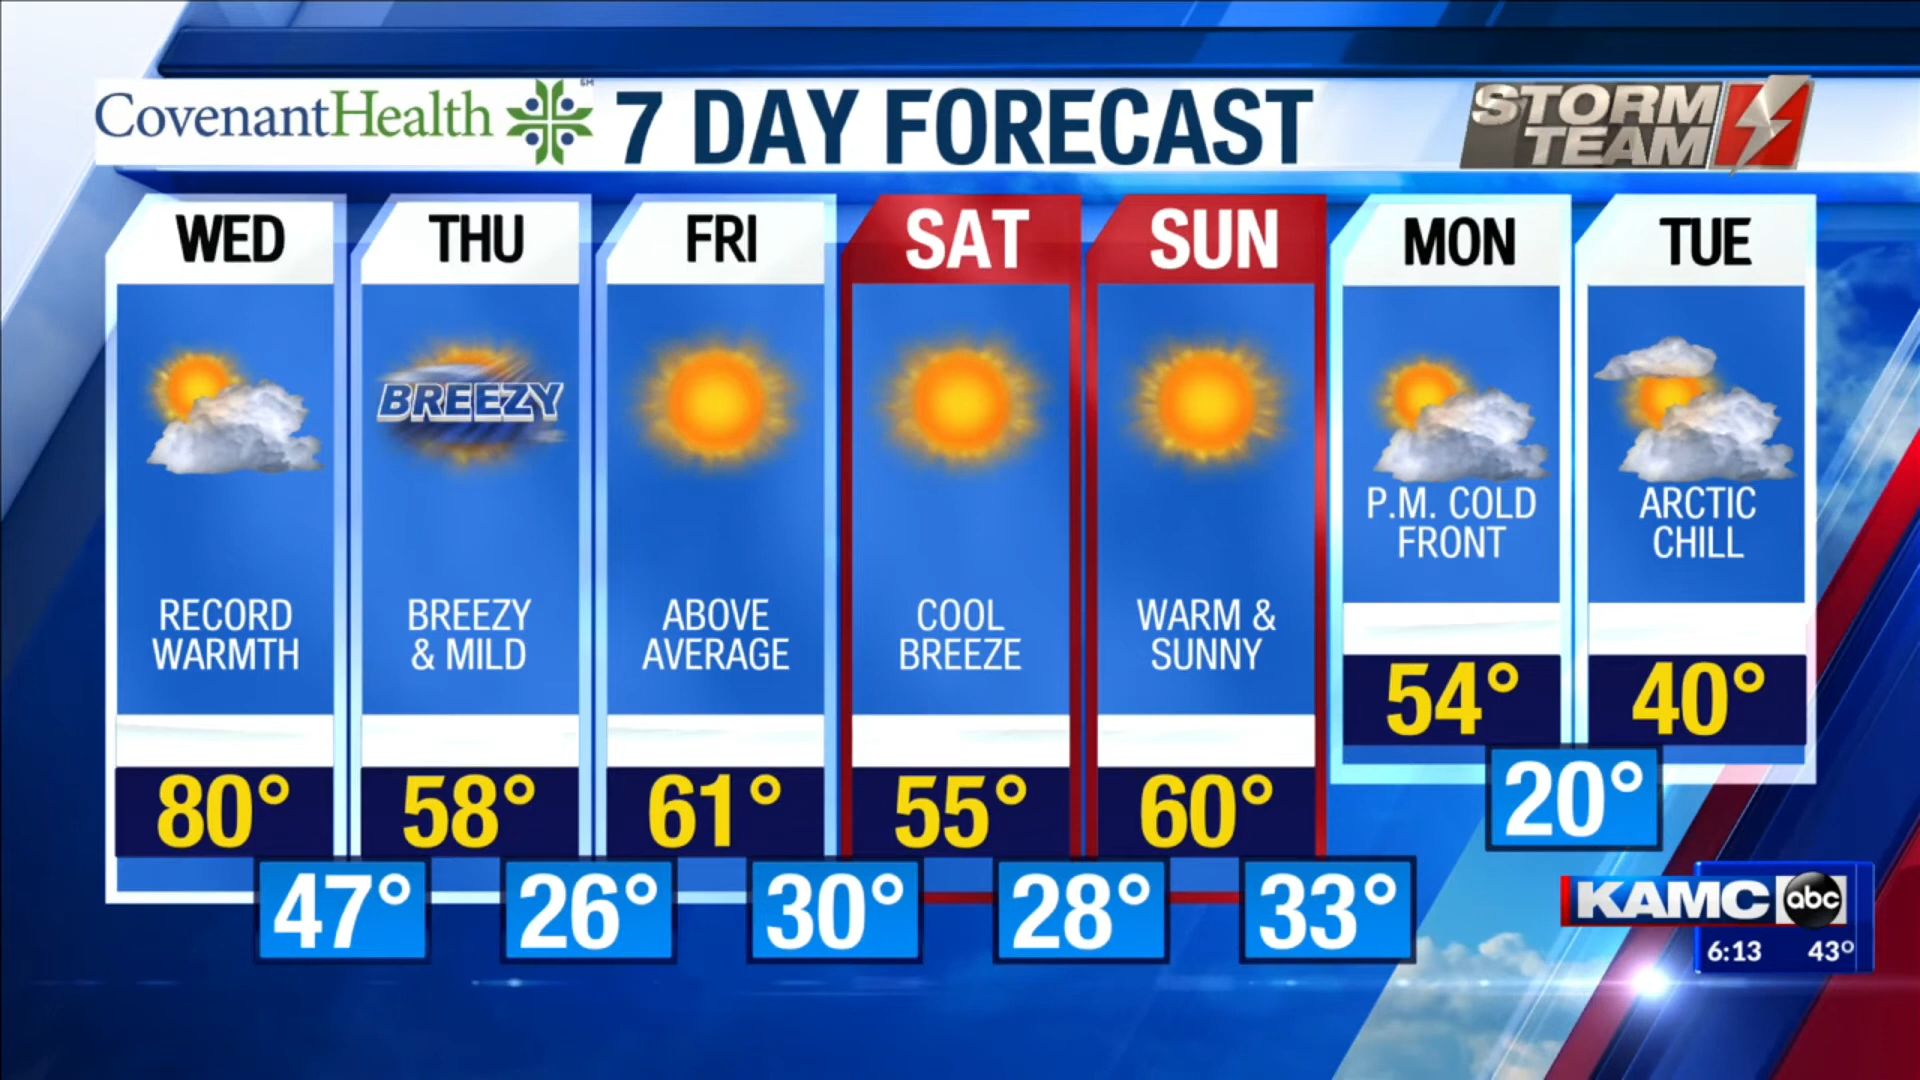 CovenantHealth SM
7 DAY FORECAST
STORM
TEAM
WED
THU
FRI
SAT
SUN
MON
TUE
BREEZY
RECORD
WARMTH
BREEZY
& MILD
ABOVE
AVERAGE
COOL
BREEZE
WARM &
SUNNY
P.M. COLD
FRONT
ARCTIC
CHILL
80°
58°
61°
55°
60°
54°
40°
47°
26°
30°
28°
33°
20°
KAMC abc
6:13 43°